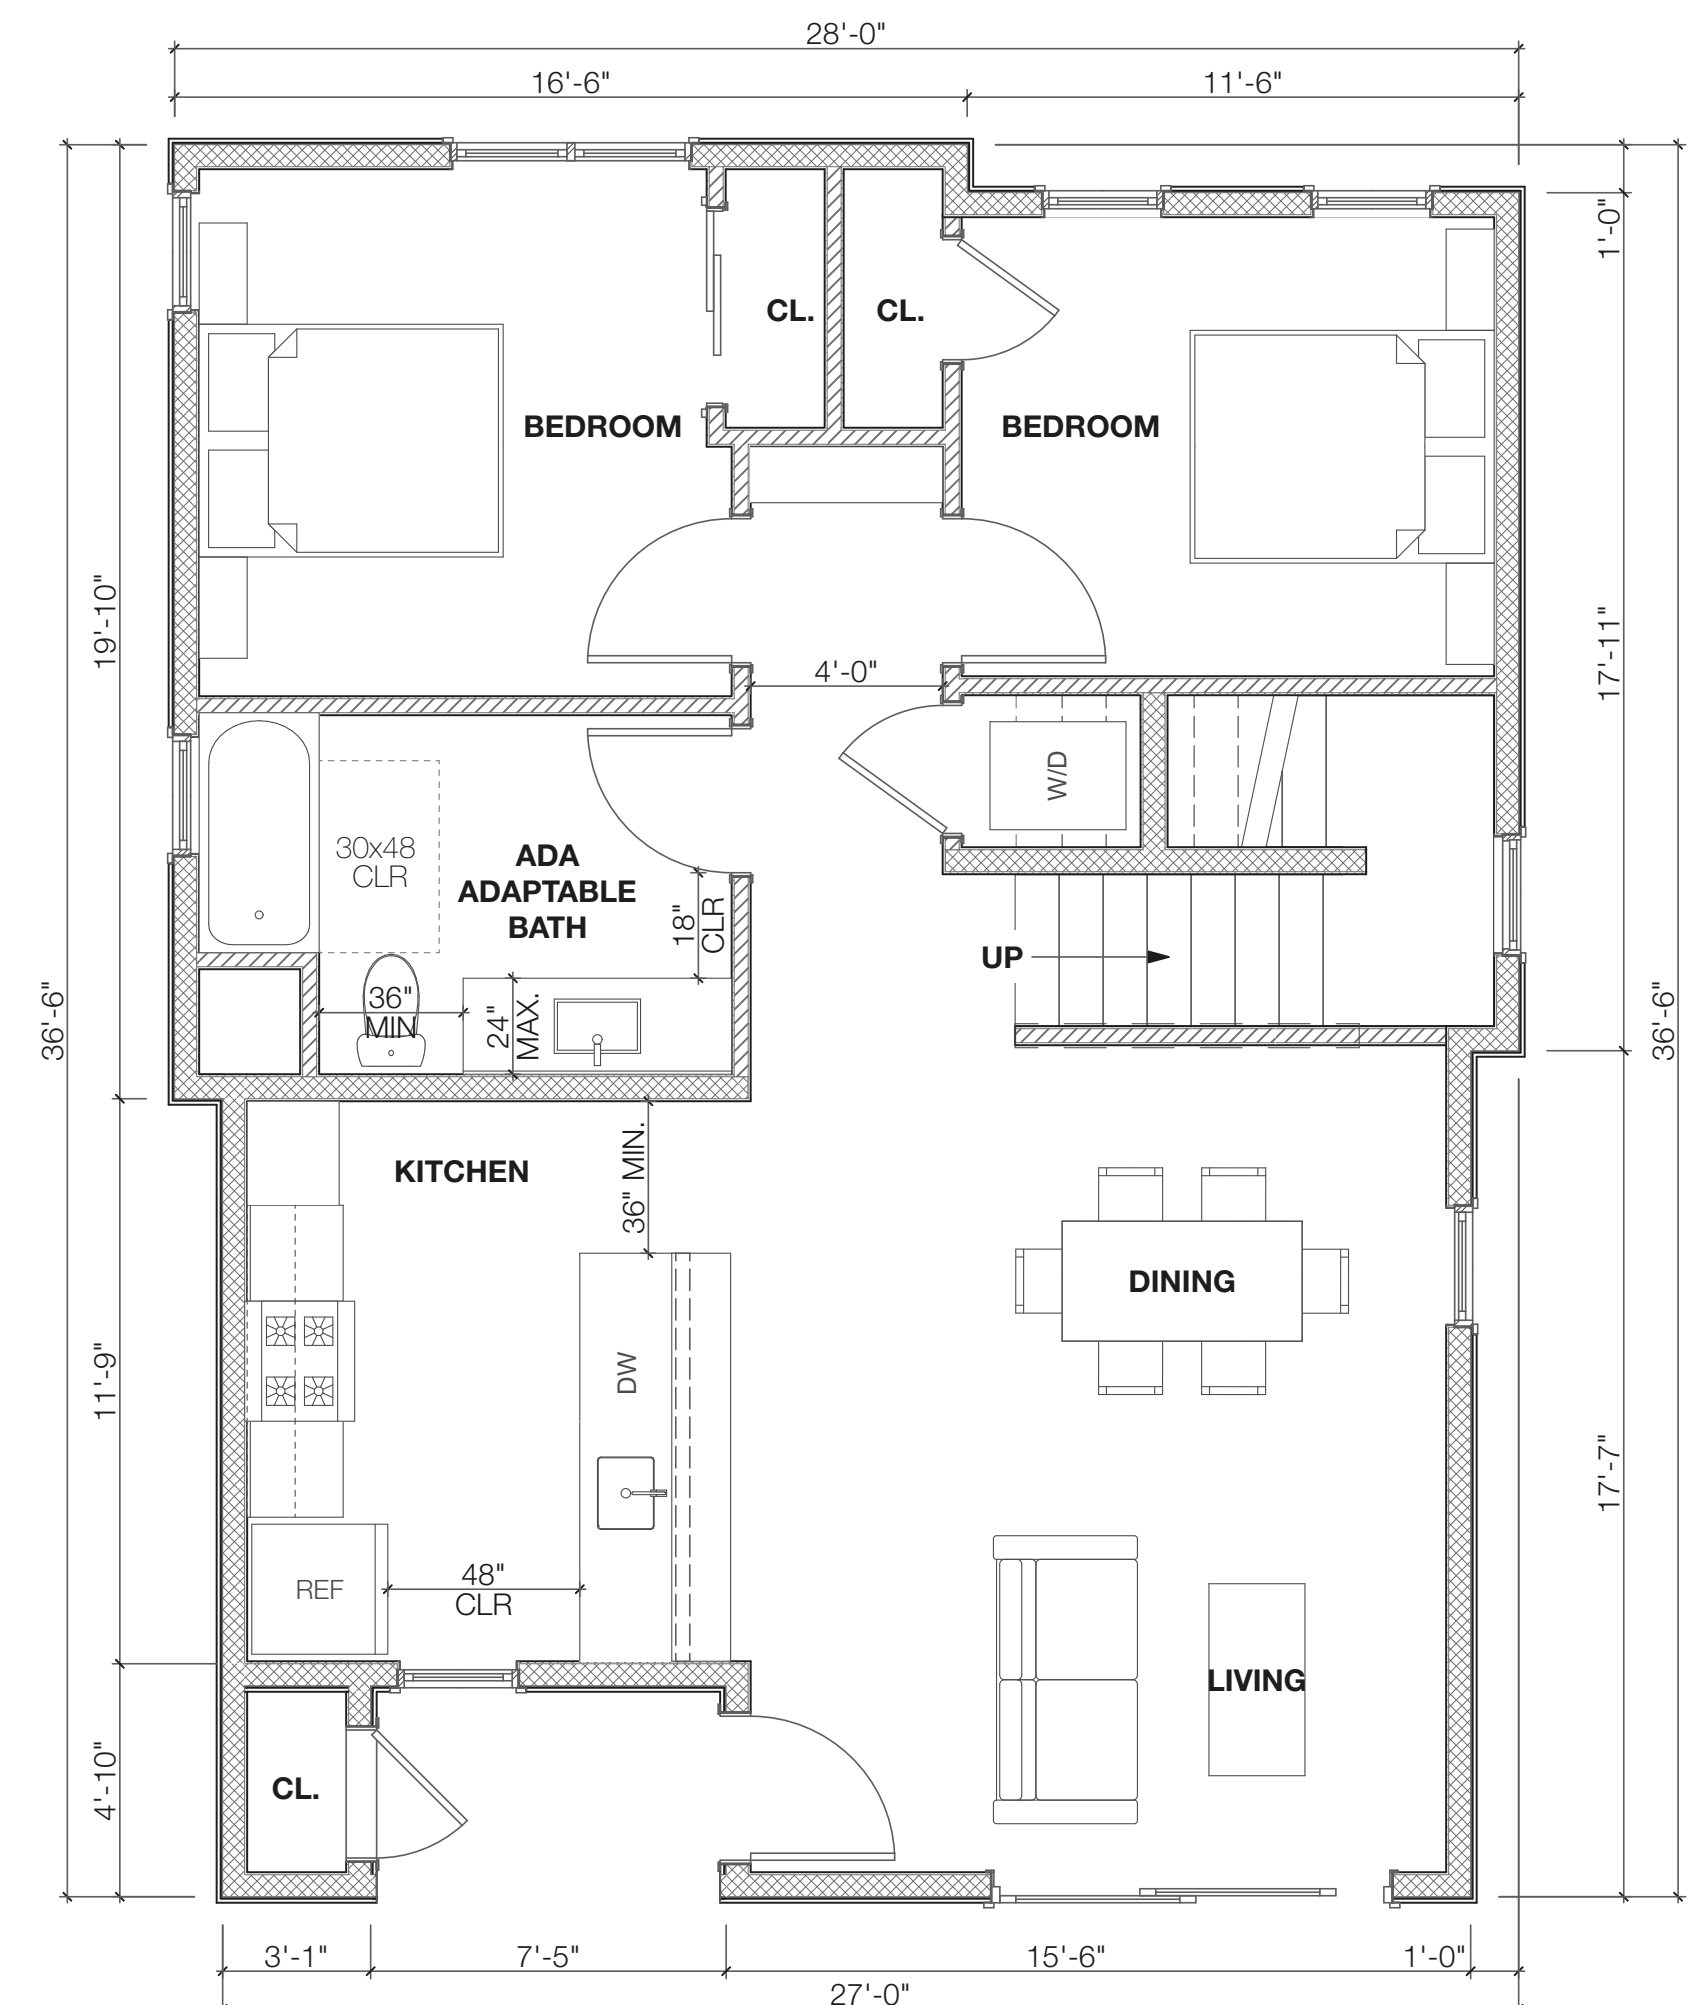 28'-0"
16'-6"
11'-6"
1'-0"
CL.
CL.
BEDROOM
BEDROOM
19'-10"
17'-11"
4'-0"
W/D
30x48
CLR
ADA
ADAPTABLE
BATH
18"
CLR
UP
36"
MIN
24"
MAX.
36'-6"
36'-6"
KITCHEN
36" MIN.
DINING
11'-9"
DW
17'-7"
REF
48"
CLR
LIVING
4'-10"
CL.
3'-1"
7'-5"
15'-6"
1'-0"
27'-0"